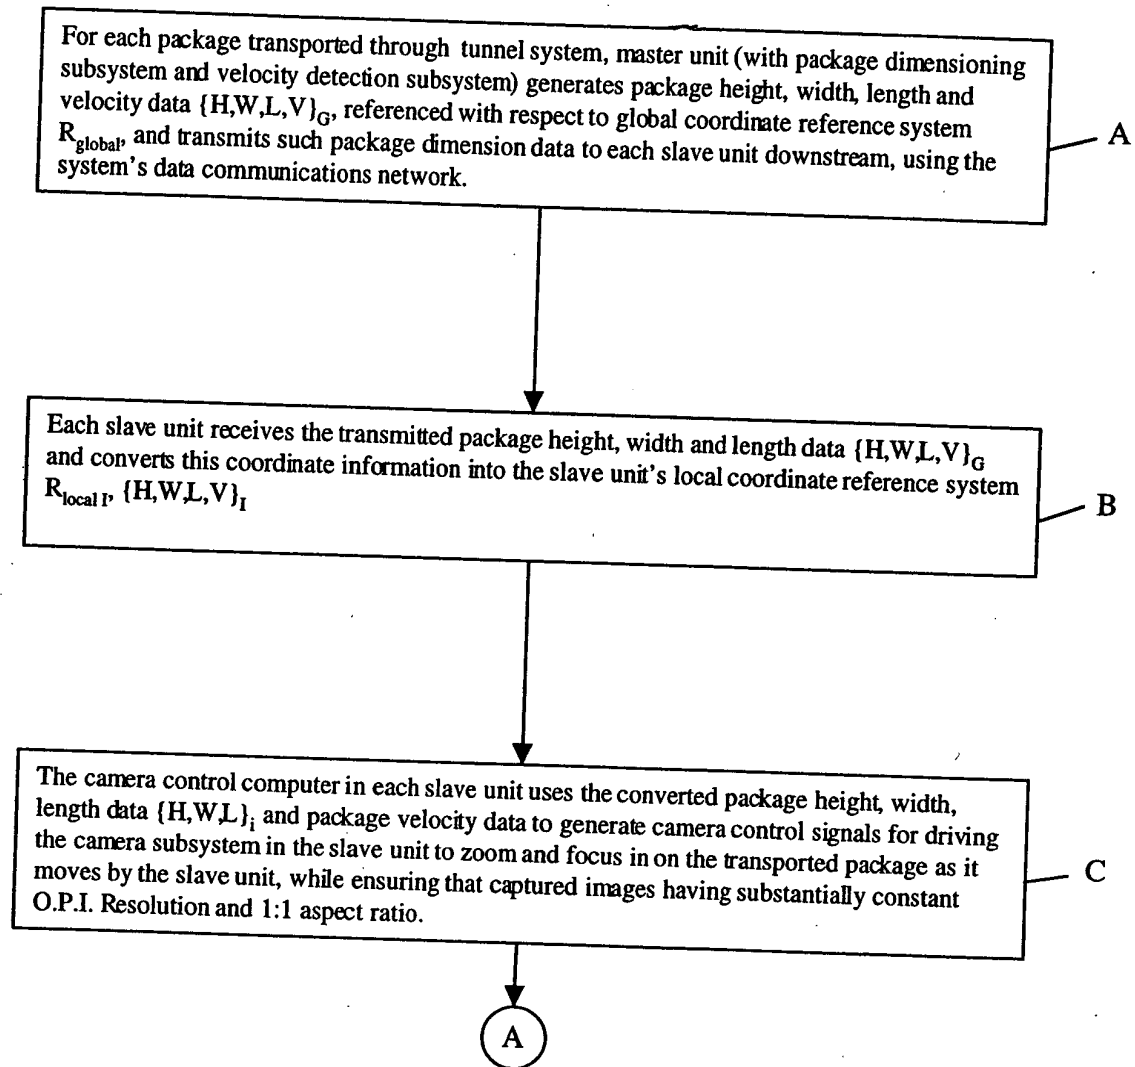 For each package transported through tunnel system, master unit (with package dimensioning
subsystem and velocity detection subsystem) generates package height, width, length and
velocity data {H,W,L,V}G, referenced with respect to global coordinate reference system
Rglobal, and transmits such package dimension data to each slave unit downstream, using the
system's data communications network.
A
Each slave unit receives the transmitted package height, width and length data {H,W,L,V}G
and converts this coordinate information into the slave unit's local coordinate reference system
Rlocal I, {H,W,L,V}I
B
The camera control computer in each slave unit uses the converted package height, width,
length data {H,W,L}i and package velocity data to generate camera control signals for driving
the camera subsystem in the slave unit to zoom and focus in on the transported package as it
moves by the slave unit, while ensuring that captured images having substantially constant
O.P.I. Resolution and 1:1 aspect ratio.
C
A